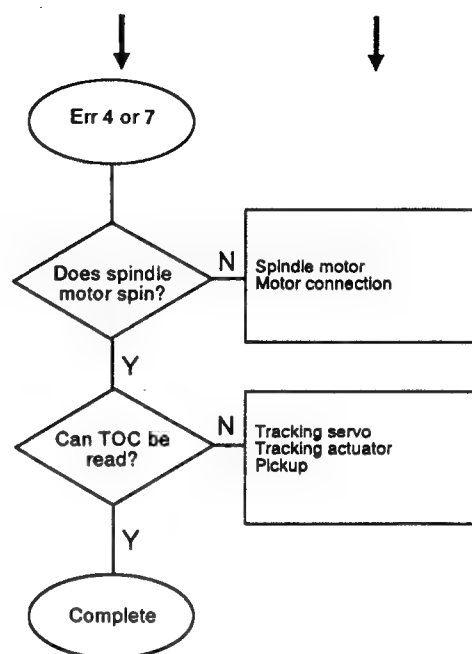 Err 4 or 7
Does spindle
motor spin?
N
Spindle motor
Motor connection
Y
Can TOC be
read?
N
Tracking servo
Tracking actuator
Pickup
Y
Complete